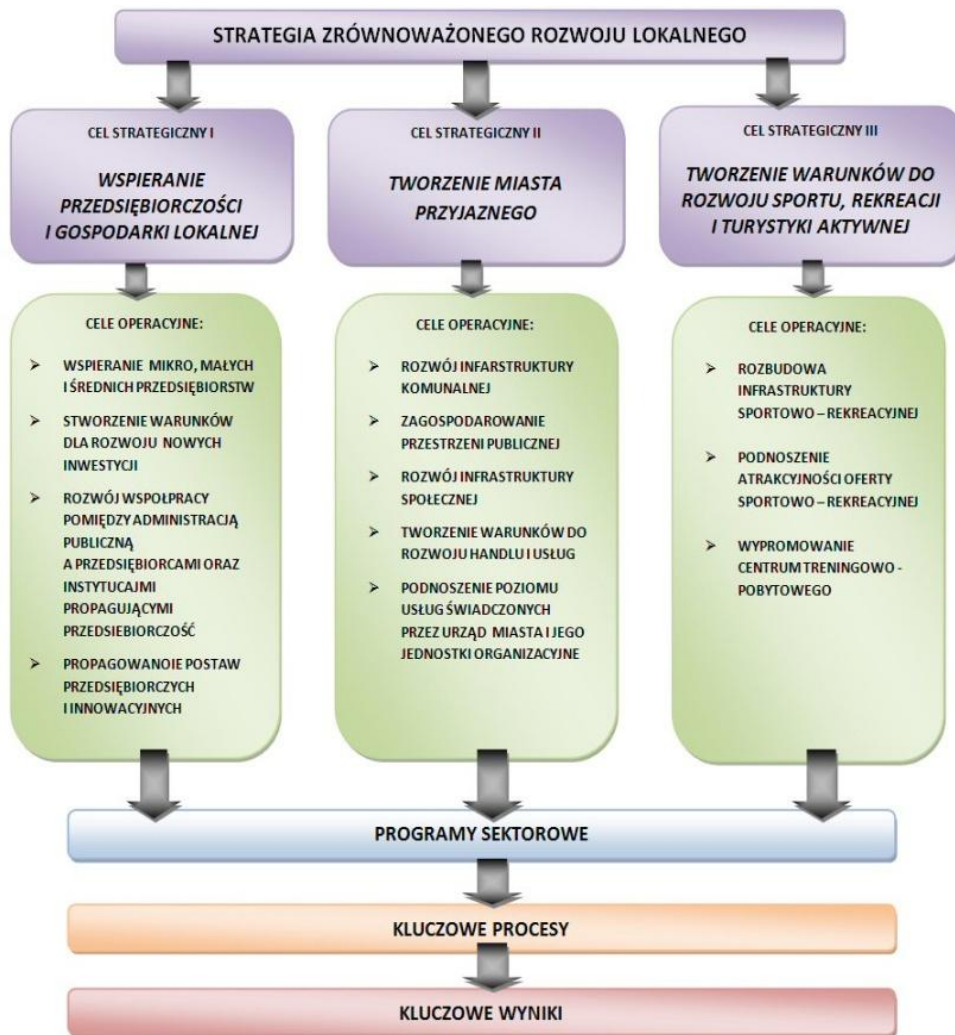 STRATEGIA ZRÓWNOWAŻONEGO ROZWOJU LOKALNEGO
CEL STRATEGICZNY I
WSPIERANIE
PRZEDSIĘBIORCZOŚCI
I GOSPODARKI LOKALNEJ
CEL STRATEGICZNY II
TWORZENIE MIASTA
PRZYJAZNEGO
CEL STRATEGICZNY III
TWORZENIE WARUNKÓW DO
ROZWOJU SPORTU, REKREACJI
I TURYSTYKI AKTYWNEJ
CELE OPERACYJNE:
➢ WSPIERANIE MIKRO, MAŁYCH
I ŚREDNICH PRZEDSIĘBIORSTW
➢ STWORZENIE WARUNKÓW
DLA ROZWOJU NOWYCH
INWESTYCJI
➢ ROZWÓJ WSPÓŁPRACY
POMIĘDZY ADMINISTRACJĄ
PUBLICZNĄ
A PRZEDSIĘBIORCAMI ORAZ
INSTYTUCAJMI
PROPAGUJĄCYMI
PRZEDSIEBIORCZOŚĆ
➢ PROPAGOWANOIE POSTAW
PRZEDSIĘBIORCZYCH
I INNOWACYJNYCH
CELE OPERACYJNE:
➢ ROZWÓJ INFARSTRUKTURY
KOMUNALNEJ
➢ ZAGOSPODAROWANIE
PRZESTRZENI PUBLICZNEJ
➢ ROZWÓJ INFRASTRUKTURY
SPOŁECZNEJ
➢ TWORZENIE WARUNKÓW DO
ROZWOJU HANDLU I USŁUG
➢ PODNOSZENIE POZIOMU
USŁUG ŚWIADCZONYCH
PRZEZ URZĄD MIASTA I JEGO
JEDNOSTKI ORGANIZACYJNE
CELE OPERACYJNE:
➢ ROZBUDOWA
INFRASTRUKTURY
SPORTOWO – REKREACYJNEJ
➢ PODNOSZENIE
ATRAKCYJNOŚCI OFERTY
SPORTOWO – REKREACYJNEJ
➢ WYPROMOWANIE
CENTRUM TRENINGOWO -
POBYTOWEGO
PROGRAMY SEKTOROWE
KLUCZOWE PROCESY
KLUCZOWE WYNIKI